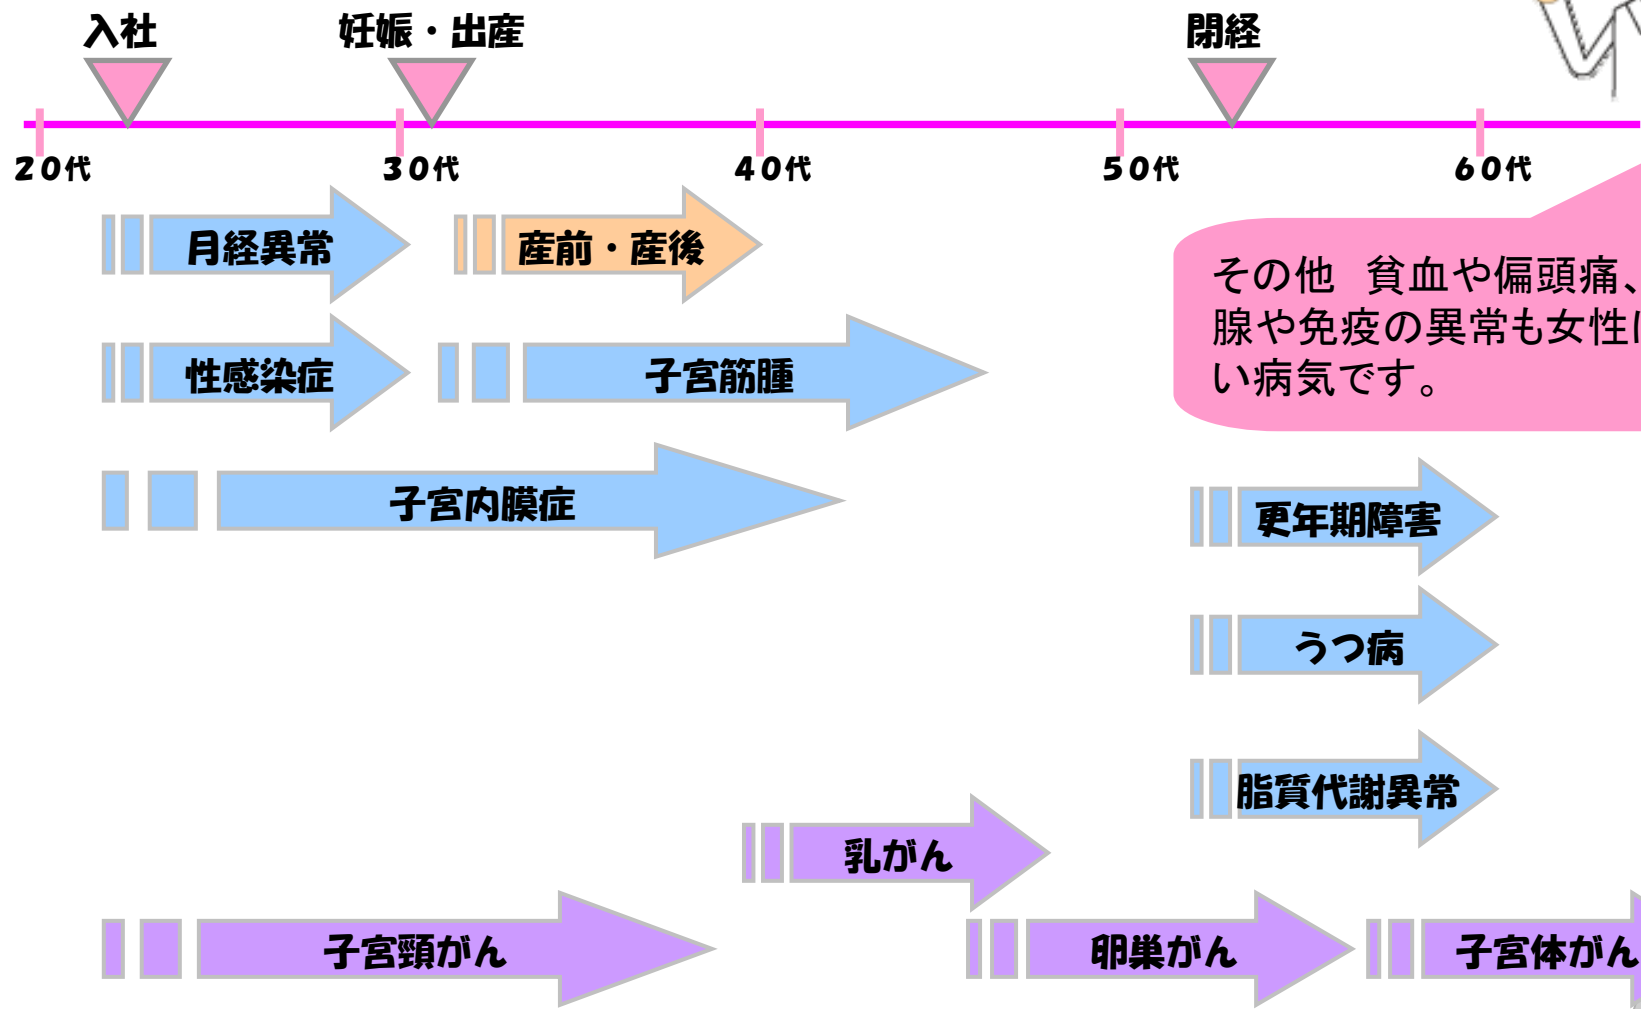 入社
妊娠・出産
閉経
20代
30代
40代
50代
60代
月経異常
産前・産後
その他　貧血や偏頭痛、
腺や免疫の異常も女性
い病気です。
性感染症
子宮筋腫
子宮内膜症
更年期障害
うつ病
脂質代謝異常
乳がん
子宮頸がん
卵巣がん
子宮体がん